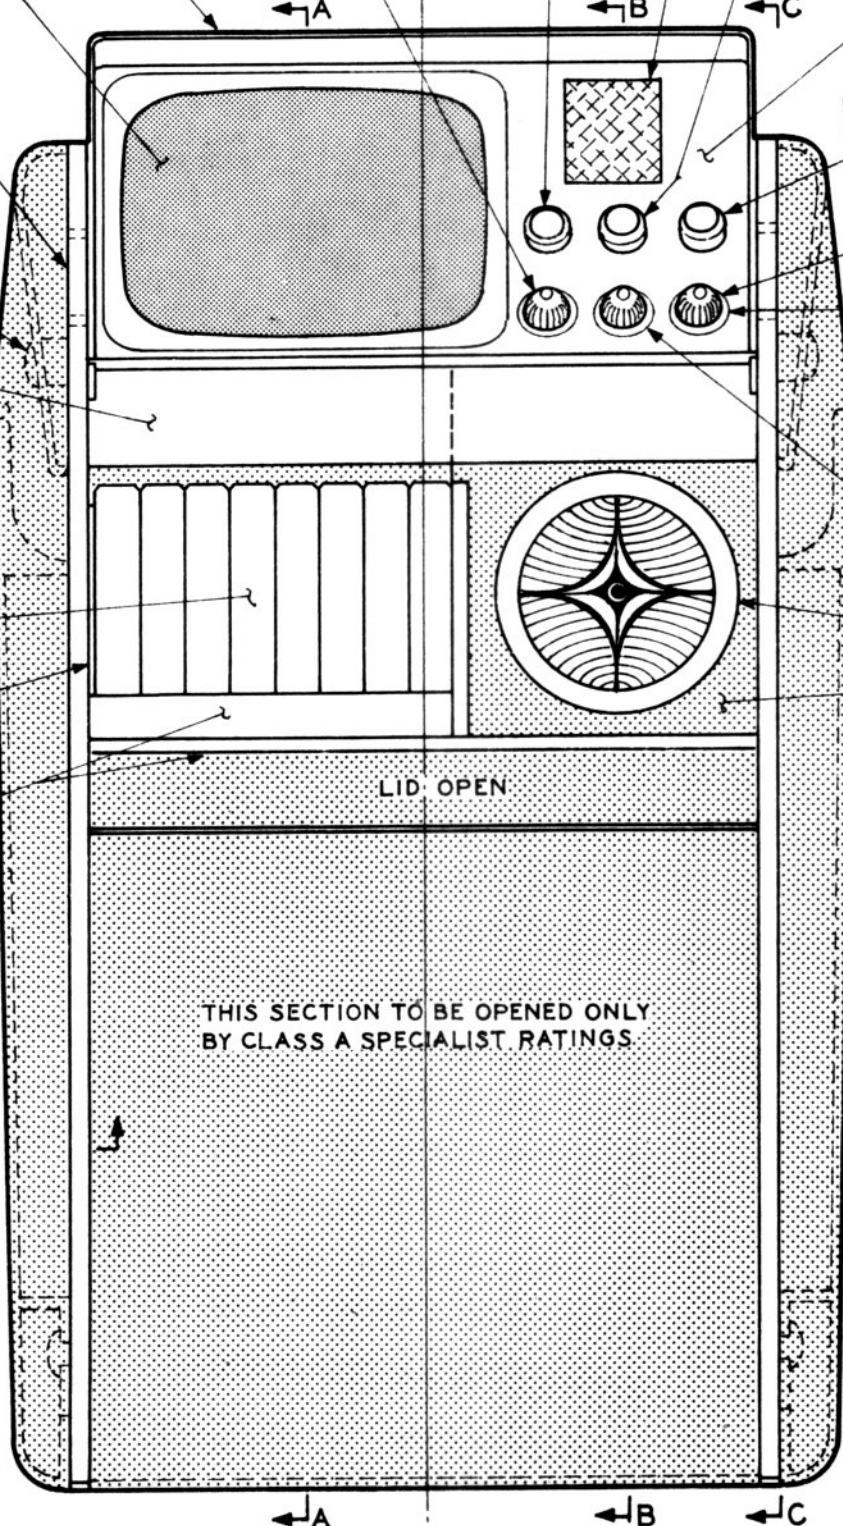 A B C
LID OPEN
THIS SECTION TO BE OPENED ONLY
BY CLASS A SPECIALIST RATINGS
A B C